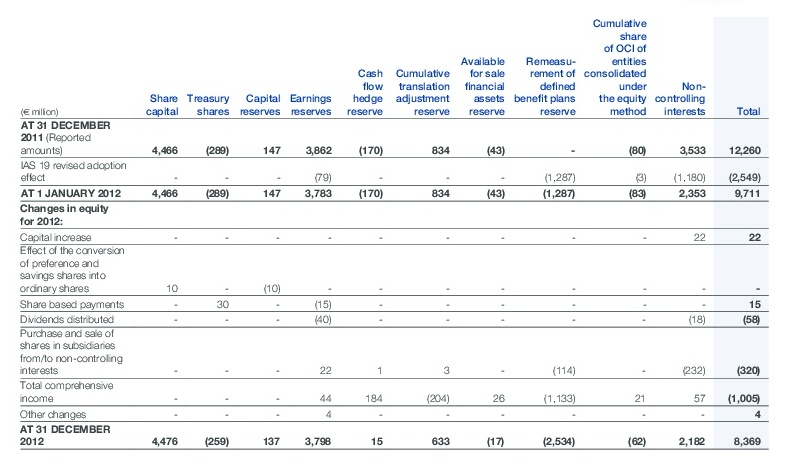 (€ million) Share capital Treasury shares Capital reserves Earnings reserves Cash flow hedge reserve Cumulative translation adjustment reserve Available for sale financial assets reserve Remeasu-rement of defined benefit plans reserve Cumulative share of OCI of entities consolidated under the equity method Non-controlling interests Total
AT 31 DECEMBER
2011 (Reported
amounts) 4,466 (289) 147 3,862 (170) 834 (43) - (80) 3,533 12,260
IAS 19 revised adoption
effect - - - (79) - - - (1,287) (3) (1,180) (2,549)
AT 1 JANUARY 2012 4,466 (289) 147 3,783 (170) 834 (43) (1,287) (83) 2,353 9,711
Changes in equity
for 2012:
Capital increase - - - - - - - - - 22 22
Effect of the conversion
of preference and
savings shares into
ordinary shares 10 - (10) - - - - - - - -
Share based payments - 30 - (15) - - - - - - 15
Dividends distributed - - - (40) - - - - - (18) (58)
Purchase and sale of
shares in subsidiaries
from/to non-controlling
interests - - - 22 1 3 - (114) - (232) (320)
Total comprehensive
income - - - 44 184 (204) 26 (1,133) 21 57 (1,005)
Other changes - - - 4 - - - - - - 4
AT 31 DECEMBER
2012 4,476 (259) 137 3,798 15 633 (17) (2,534) (62) 2,182 8,369